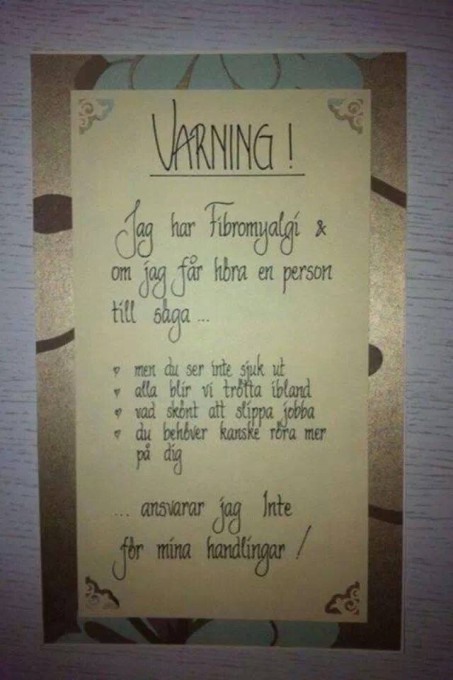 VARNING !
Jag har Fibromyalgi &
om jag får höra en person
till säga ...
♥ men du ser inte sjuk ut
♥ alla blir vi trötta ibland
♥ vad skönt att slippa jobba
♥ du behöver kanske röra mer
på dig
... ansvarar jag Inte
för mina handlingar !